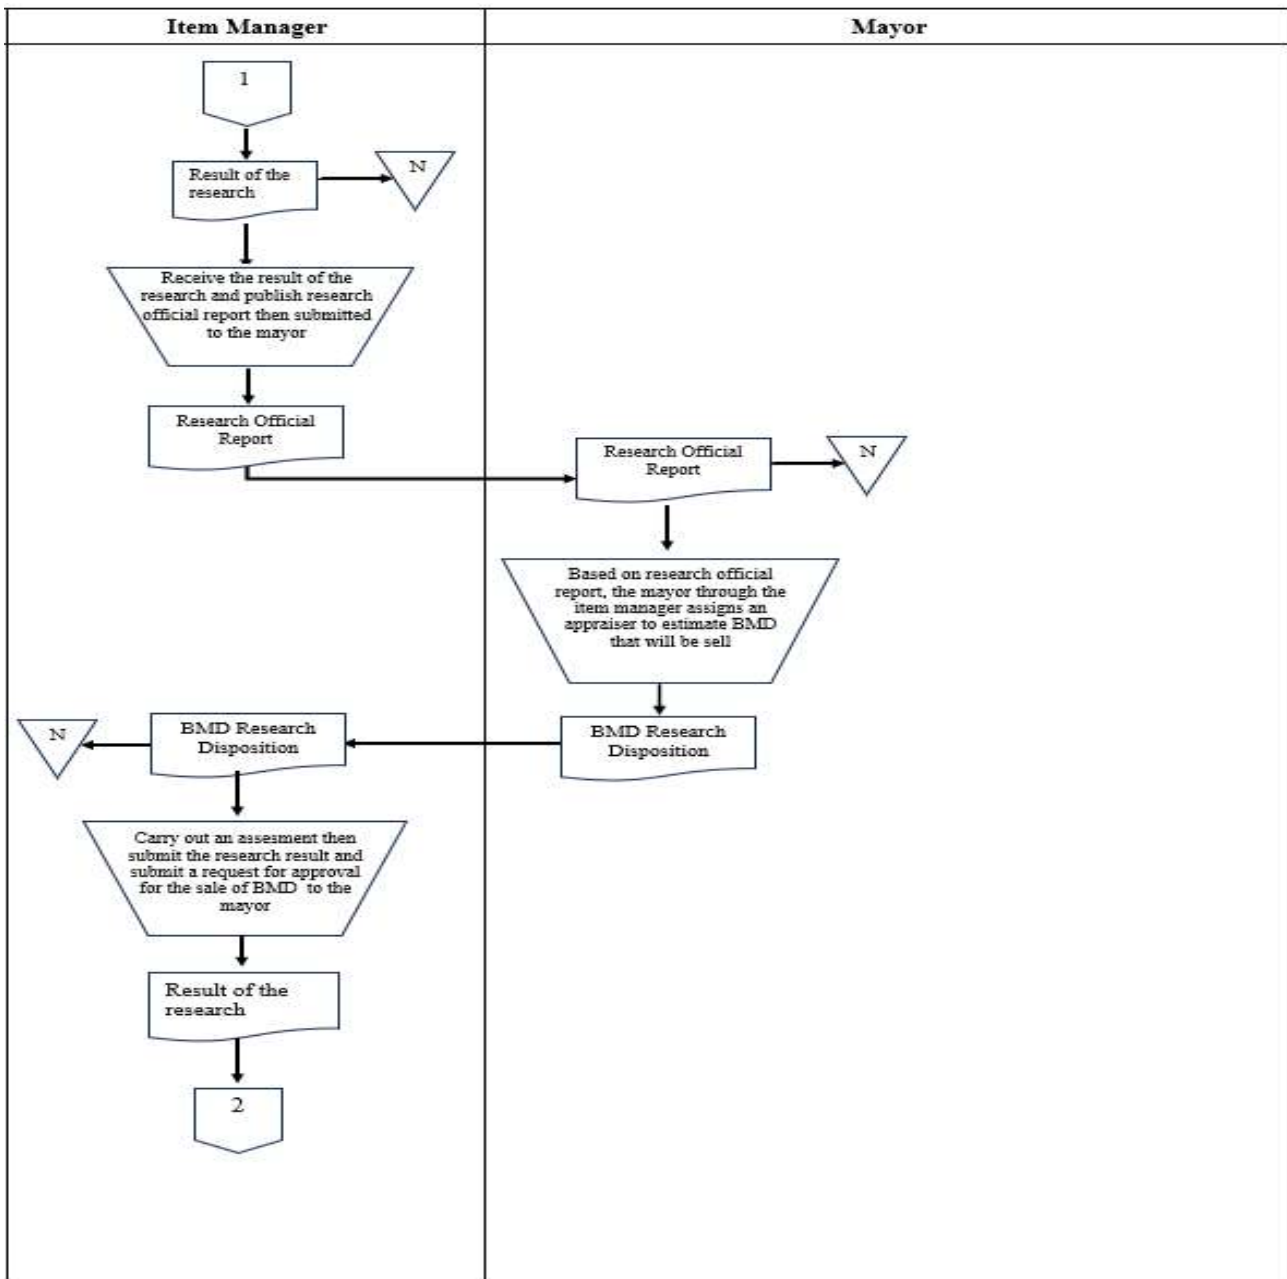 Item Manager
Mayor
1
Result of the
research
N
Receive the result of the
research and publish research
official report then submitted
to the mayor
Research Official
Report
Research Official
Report
N
Based on research official
report, the mayor through the
item manager assigns an
appraiser to estimate BMD
that will be sell
BMD Research
Disposition
BMD Research
Disposition
N
Carry out an assesment then
submit the research result and
submit a request for approval
for the sale of BMD to the
mayor
Result of the
research
2